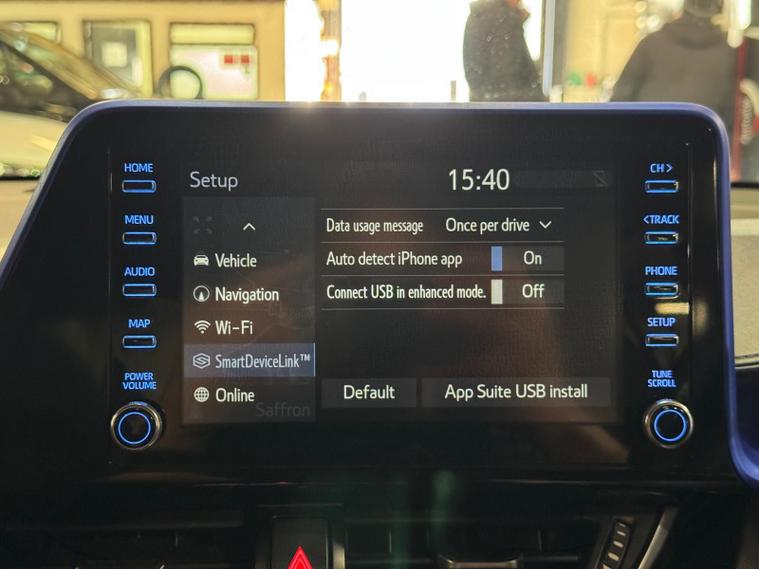 HOME
MENU
AUDIO
MAP
POWER
VOLUME
Setup
15:40
Vehicle
Navigation
Wi-Fi
SmartDeviceLink™
Online
Saffron
Data usage message Once per drive
Auto detect iPhone app On
Connect USB in enhanced mode. Off
Default App Suite USB install
CH >
< TRACK
PHONE
SETUP
TUNE
SCROLL